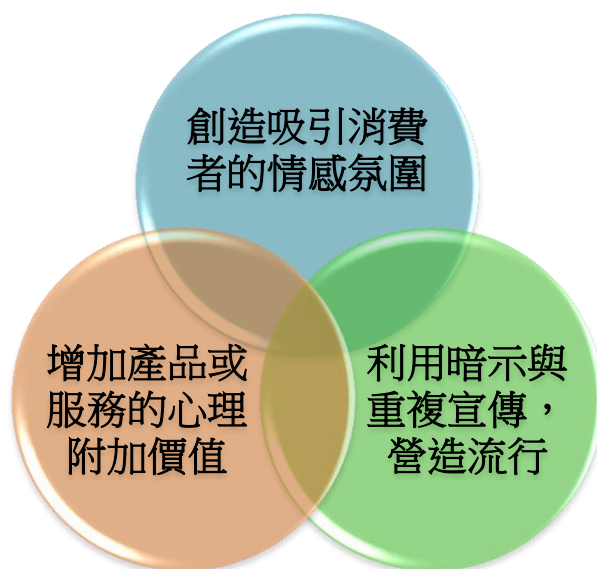 創造吸引消費
者的情感氛圍
增加產品或
服務的心理
附加價值
利用暗示與
重複宣傳，
營造流行